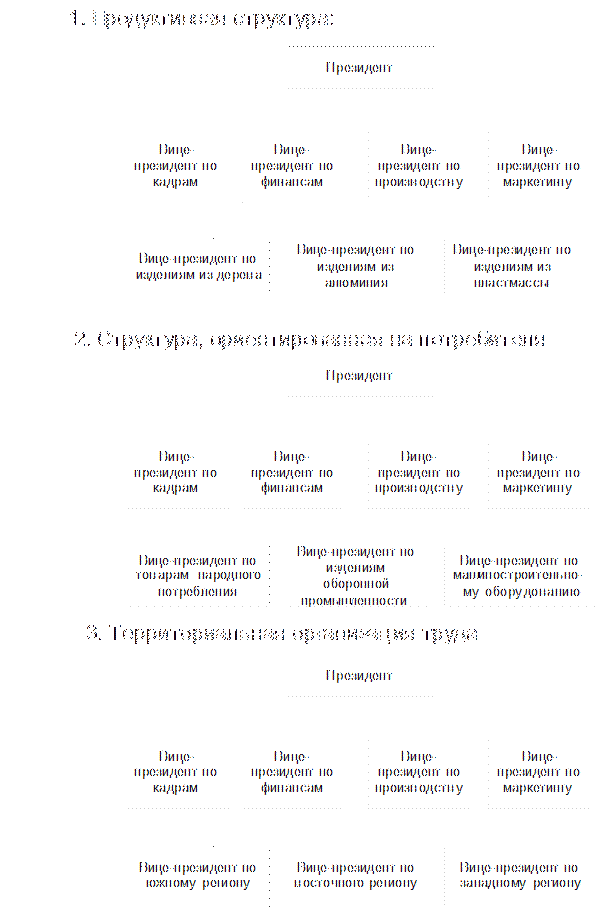 1. Продуктивная структура:
Президент
Вице- Вице- Вице- Вице-
президент по президент по президент по президент по
кадрам финансам производству маркетингу
Вице-президент по Вице-президент по Вице-президент по
изделиям из дерева изделиям из изделиям из
алюминия пластмассы
2. Структура, ориентированная на потребителя
Президент
Вице- Вице- Вице- Вице-
президент по президент по президент по президент по
кадрам финансам производству маркетингу
Вице-президент по Вице-президент по Вице-президент по
товарам народного изделиям машиностроительно-
потребления оборонной му оборудованию
промышленности
3. Территориальная организация труда
Президент
Вице- Вице- Вице- Вице-
президент по президент по президент по президент по
кадрам финансам производству маркетингу
Вице-президент по Вице-президент по Вице-президент по
южному региону восточного региону западному региону